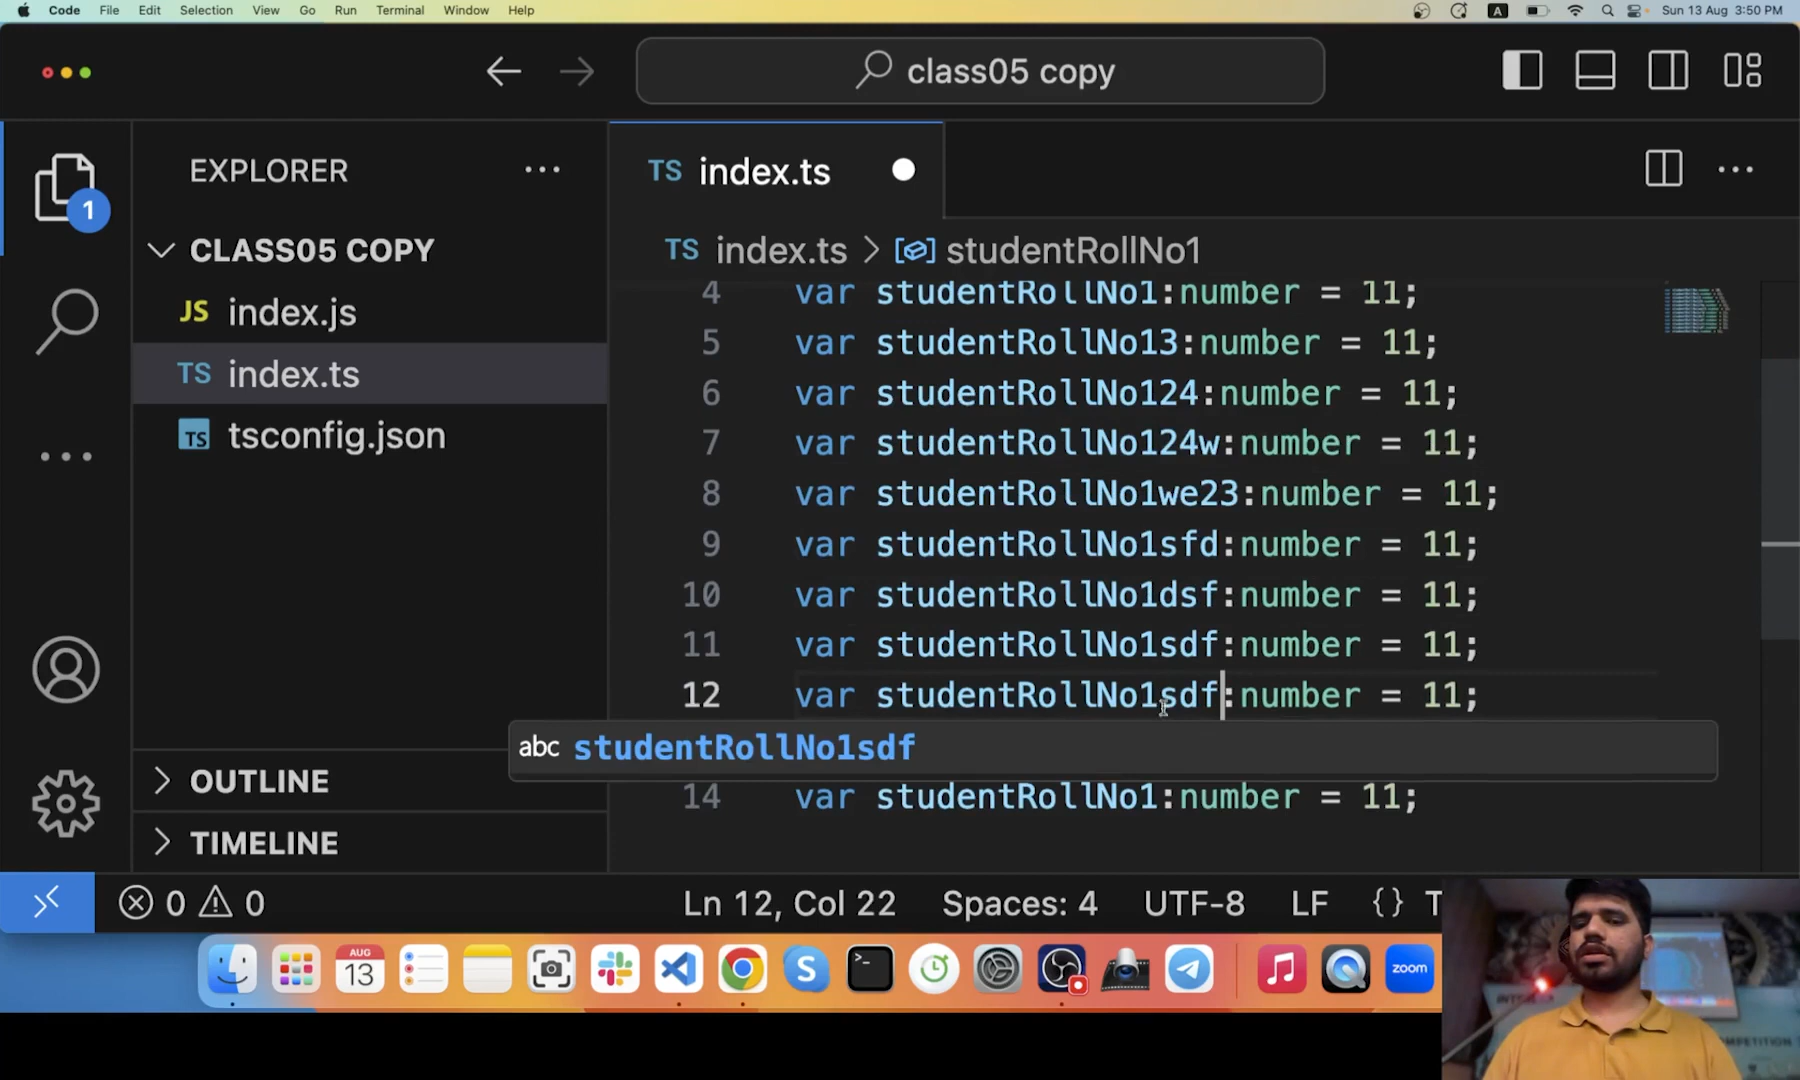 Code File Edit Selection View Go Run Terminal Window Help A Sun 13 Aug 3:50 PM
class05 copy
EXPLORER ...
TS index.ts
...
CLASS05 COPY
TS index.ts > studentRollNo1
JS index.js
TS index.ts
TS tsconfig.json
1
...
4 var studentRollNo1:number = 11;
5 var studentRollNo13:number = 11;
6 var studentRollNo124:number = 11;
7 var studentRollNo124w:number = 11;
8 var studentRollNo1we23:number = 11;
9 var studentRollNo1sfd:number = 11;
10 var studentRollNo1dsf:number = 11;
11 var studentRollNo1sdf:number = 11;
12 var studentRollNo1sdf:number = 11;
abc studentRollNo1sdf
14 var studentRollNo1:number = 11;
OUTLINE
TIMELINE
0 0 Ln 12, Col 22 Spaces: 4 UTF-8 LF {} T
AUG
13
S
zoom